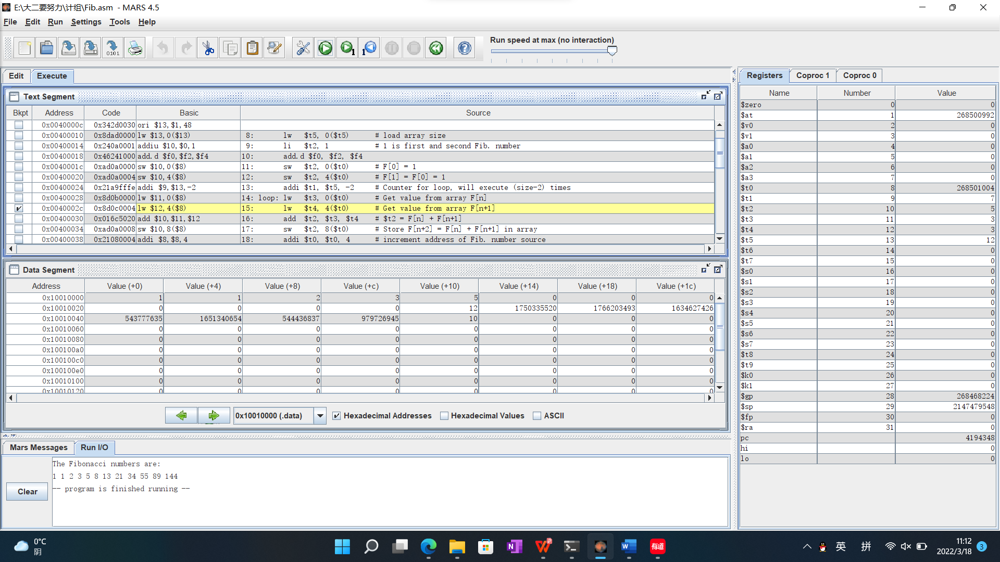 E:\大二要努力\计组\Fib.asm - MARS 4.5
File Edit Run Settings Tools Help
Run speed at max (no interaction)
Edit Execute
Text Segment
Bkpt Address Code Basic Source
0x0040000c 0x342d0030 ori $13,$1,48
0x00400010 0x8dad0000 lw $13,0($13) 8: lw $t5, 0($t5) # load array size
0x00400014 0x240a0001 addiu $10,$0,1 9: li $t2, 1 # 1 is first and second Fib. number
0x00400018 0x46241000 add.d $f0,$f2,$f4 10: add.d $f0, $f2, $f4
0x0040001c 0xad0a0000 sw $10,0($8) 11: sw $t2, 0($t0) # F[0] = 1
0x00400020 0xad0a0004 sw $10,4($8) 12: sw $t2, 4($t0) # F[1] = F[0] = 1
0x00400024 0x21a9fffe addi $9,$13,-2 13: addi $t1, $t5, -2 # Counter for loop, will execute (size-2) times
0x00400028 0x8d0b0000 lw $11,0($8) 14: loop: lw $t3, 0($t0) # Get value from array F[n]
0x0040002c 0x8d0c0004 lw $12,4($8) 15: lw $t4, 4($t0) # Get value from array F[n+1]
0x00400030 0x016c5020 add $10,$11,$12 16: add $t2, $t3, $t4 # $t2 = F[n] + F[n+1]
0x00400034 0xad0a0008 sw $10,8($8) 17: sw $t2, 8($t0) # Store F[n+2] = F[n] + F[n+1] in array
0x00400038 0x21080004 addi $8,$8,4 18: addi $t0, $t0, 4 # increment address of Fib. number source
Data Segment
Address Value (+0) Value (+4) Value (+8) Value (+c) Value (+10) Value (+14) Value (+18) Value (+1c)
0x10010000 1 1 2 3 5 0 0 0
0x10010020 0 0 0 0 12 1750335520 1766203493 1634627426
0x10010040 543777635 1651340654 544436837 979726945 10 0 0 0
0x10010060 0 0 0 0 0 0 0 0
0x10010080 0 0 0 0 0 0 0 0
0x100100a0 0 0 0 0 0 0 0 0
0x100100c0 0 0 0 0 0 0 0 0
0x100100e0 0 0 0 0 0 0 0 0
0x10010100 0 0 0 0 0 0 0 0
0x10010120 0 0 0 0 0 0 0 0
0x10010000 (.data) Hexadecimal Addresses Hexadecimal Values ASCII
Mars Messages Run I/O
The Fibonacci numbers are:
1 1 2 3 5 8 13 21 34 55 89 144
-- program is finished running --
Clear
Registers Coproc 1 Coproc 0
Name Number Value
$zero 0 0
$at 1 268500992
$v0 2 0
$v1 3 0
$a0 4 0
$a1 5 0
$a2 6 0
$a3 7 0
$t0 8 268501004
$t1 9 7
$t2 10 5
$t3 11 3
$t4 12 3
$t5 13 12
$t6 14 0
$t7 15 0
$s0 16 0
$s1 17 0
$s2 18 0
$s3 19 0
$s4 20 0
$s5 21 0
$s6 22 0
$s7 23 0
$t8 24 0
$t9 25 0
$k0 26 0
$k1 27 0
$gp 28 268468224
$sp 29 2147479548
$fp 30 0
$ra 31 0
pc 4194348
hi 0
lo 0
0°C
阴
有道
英 拼
11:12
2022/3/18 3